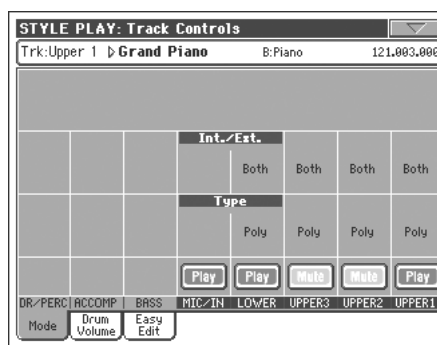 STYLE PLAY: Track Controls
Trk:Upper 1 Grand Piano B:Piano 121.003.000
Int./Ext.
Both Both Both Both
Type
Poly Poly Poly Poly
Play Play Mute Mute Play
DR/PERC ACCOMP BASS MIC/IN LOWER UPPER3 UPPER2 UPPER1
Mode Drum Volume Easy Edit